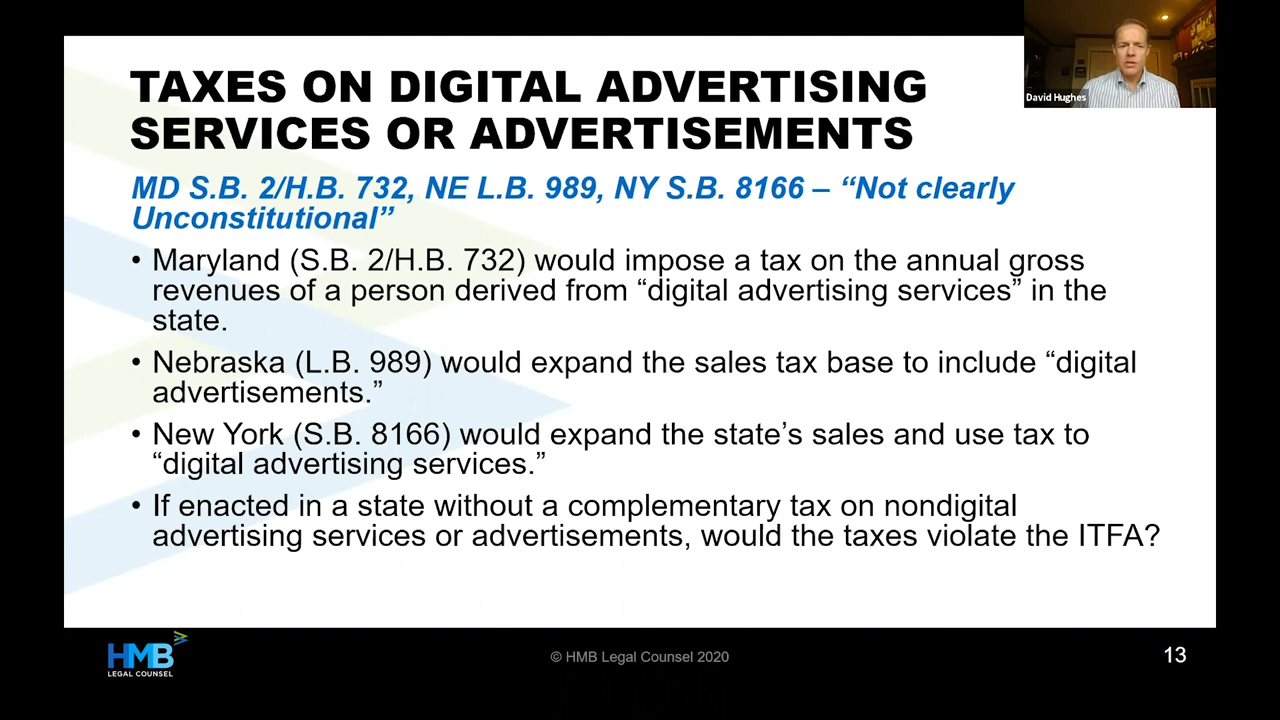 TAXES ON DIGITAL ADVERTISING
SERVICES OR ADVERTISEMENTS
David Hughes
MD S.B. 2/H.B. 732, NE L.B. 989, NY S.B. 8166 – “Not clearly
Unconstitutional”
• Maryland (S.B. 2/H.B. 732) would impose a tax on the annual gross
revenues of a person derived from “digital advertising services” in the
state.
• Nebraska (L.B. 989) would expand the sales tax base to include “digital
advertisements.”
• New York (S.B. 8166) would expand the state’s sales and use tax to
“digital advertising services.”
• If enacted in a state without a complementary tax on nondigital
advertising services or advertisements, would the taxes violate the ITFA?
HMB
LEGAL COUNSEL
© HMB Legal Counsel 2020
13